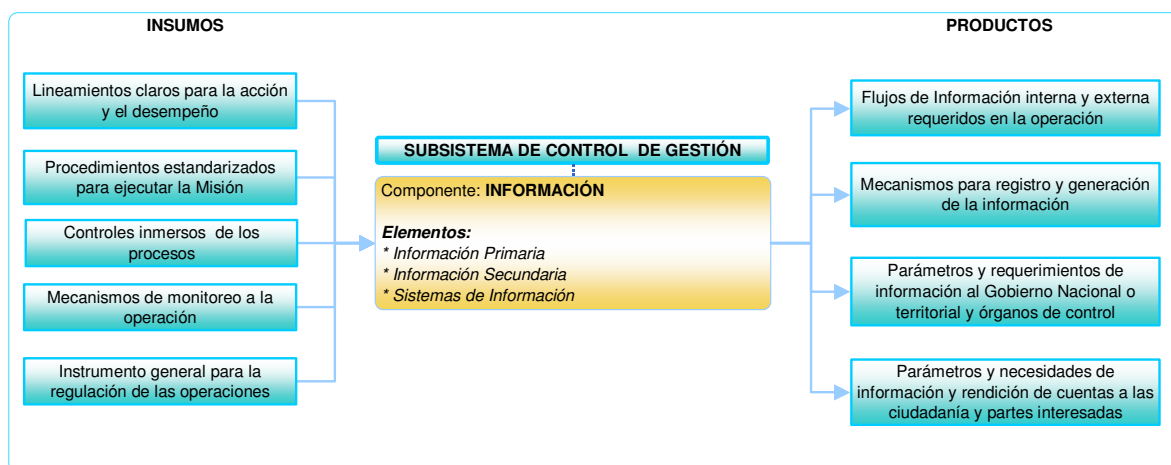 INSUMOS
Lineamientos claros para la acción
y el desempeño
Procedimientos estandarizados
para ejecutar la Misión
Controles inmersos de los
procesos
Mecanismos de monitoreo a la
operación
Instrumento general para la
regulación de las operaciones
SUBSISTEMA DE CONTROL DE GESTIÓN
Componente: INFORMACIÓN
Elementos:
* Información Primaria
* Información Secundaria
* Sistemas de Información
PRODUCTOS
Flujos de Información interna y externa
requeridos en la operación
Mecanismos para registro y generación
de la información
Parámetros y requerimientos de
información al Gobierno Nacional o
territorial y órganos de control
Parámetros y necesidades de
información y rendición de cuentas a las
ciudadanía y partes interesadas